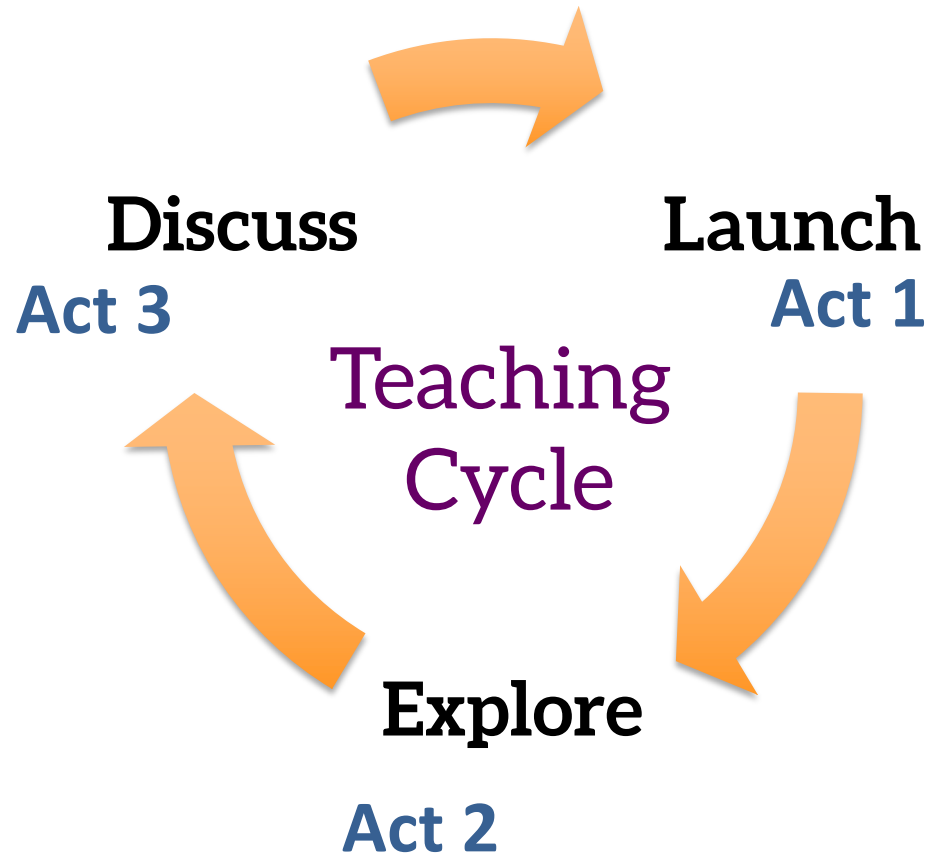 Discuss
Launch
Act 3
Act 1
Teaching
Cycle
Explore
Act 2